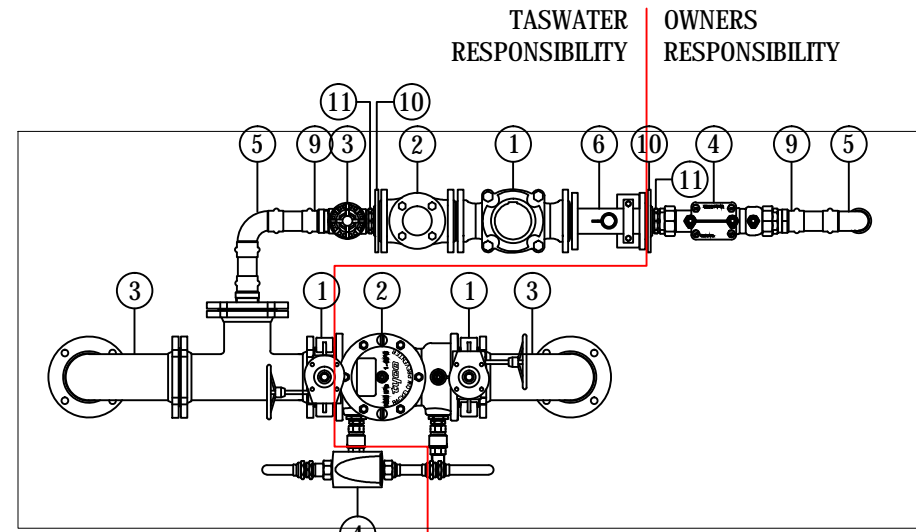 TASWATER OWNERS
RESPONSIBILITY RESPONSIBILITY
11 10
5 9 3 2 1 6 10 4 9 5
11
3 1 2 1 3
tyco
4